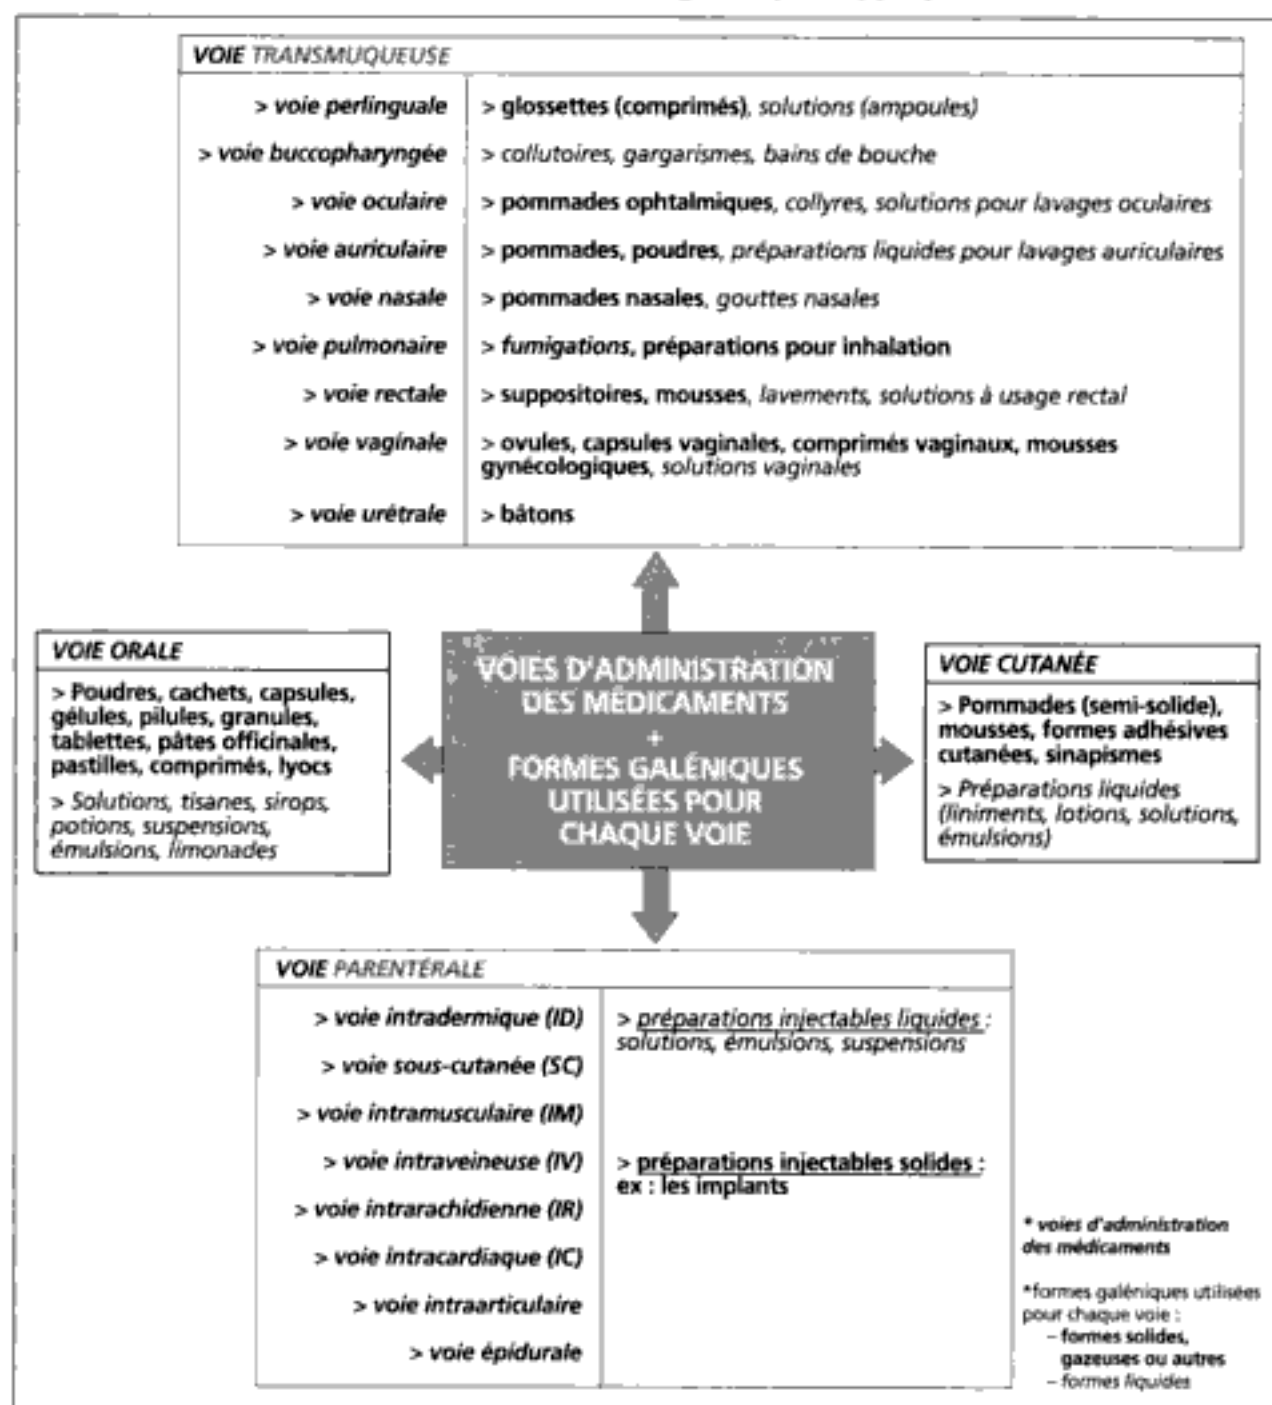 VOIE TRANSMUQUEUSE
> voie perlinguale > glossettes (comprimés), solutions (ampoules)
> voie buccopharyngée > collutoires, gargarismes, bains de bouche
> voie oculaire > pommades ophtalmiques, collyres, solutions pour lavages oculaires
> voie auriculaire > pommades, poudres, préparations liquides pour lavages auriculaires
> voie nasale > pommades nasales, gouttes nasales
> voie pulmonaire > fumigations, préparations pour inhalation
> voie rectale > suppositoires, mousses, lavements, solutions à usage rectal
> voie vaginale > ovules, capsules vaginales, comprimés vaginaux, mousses
gynécologiques, solutions vaginales
> voie urétrale > bâtons
VOIE ORALE
> Poudres, cachets, capsules,
gélules, pilules, granules,
tablettes, pâtes officinales,
pastilles, comprimés, lyocs
> Solutions, tisanes, sirops,
potions, suspensions,
émulsions, limonades
VOIES D'ADMINISTRATION
DES MÉDICAMENTS
+
FORMES GALÉNIQUES
UTILISÉES POUR
CHAQUE VOIE
VOIE CUTANÉE
> Pommades (semi-solide),
mousses, formes adhésives
cutanées, sinapismes
> Préparations liquides
(liniments, lotions, solutions,
émulsions)
VOIE PARENTÉRALE
> voie intradermique (ID)
> voie sous-cutanée (SC)
> voie intramusculaire (IM)
> voie intraveineuse (IV)
> voie intrarachidienne (IR)
> voie intracardiaque (IC)
> voie intraarticulaire
> voie épidurale
> préparations injectables liquides :
solutions, émulsions, suspensions
> préparations injectables solides :
ex : les implants
* voies d'administration
des médicaments
*formes galéniques utilisées
pour chaque voie :
– formes solides,
gazeuses ou autres
– formes liquides